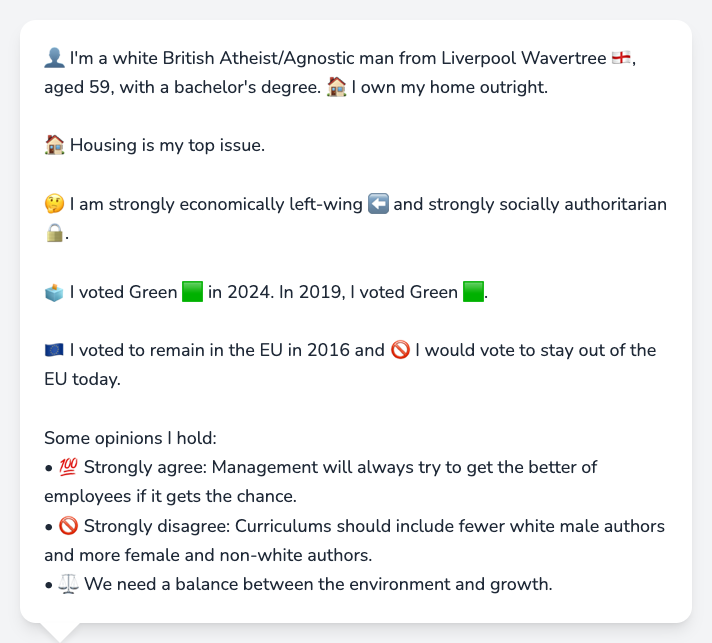 👤 I'm a white British Atheist/Agnostic man from Liverpool Wavertree 🏴󠁧󠁢󠁥󠁮󠁧󠁿,
aged 59, with a bachelor's degree. 🏠 I own my home outright.
🏠 Housing is my top issue.
🤔 I am strongly economically left-wing ⬅️ and strongly socially authoritarian
🔒.
🗳️ I voted Green 🟩 in 2024. In 2019, I voted Green 🟩.
🇪🇺 I voted to remain in the EU in 2016 and 🚫 I would vote to stay out of the
EU today.
Some opinions I hold:
• 💯 Strongly agree: Management will always try to get the better of
employees if it gets the chance.
• 🚫 Strongly disagree: Curriculums should include fewer white male authors
and more female and non-white authors.
• ⚖️ We need a balance between the environment and growth.